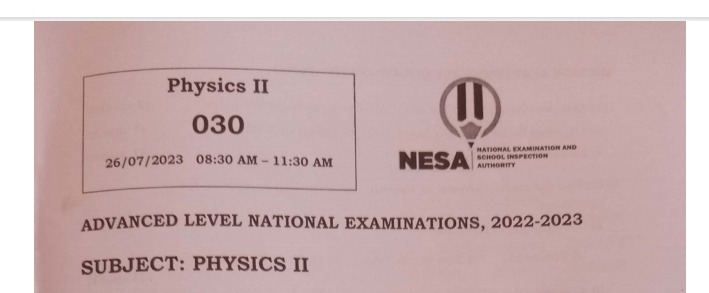 Physics II
030
26/07/2023 08:30 AM – 11:30 AM
NESA
NATIONAL EXAMINATION AND
SCHOOL INSPECTION
AUTHORITY
ADVANCED LEVEL NATIONAL EXAMINATIONS, 2022-2023
SUBJECT: PHYSICS II